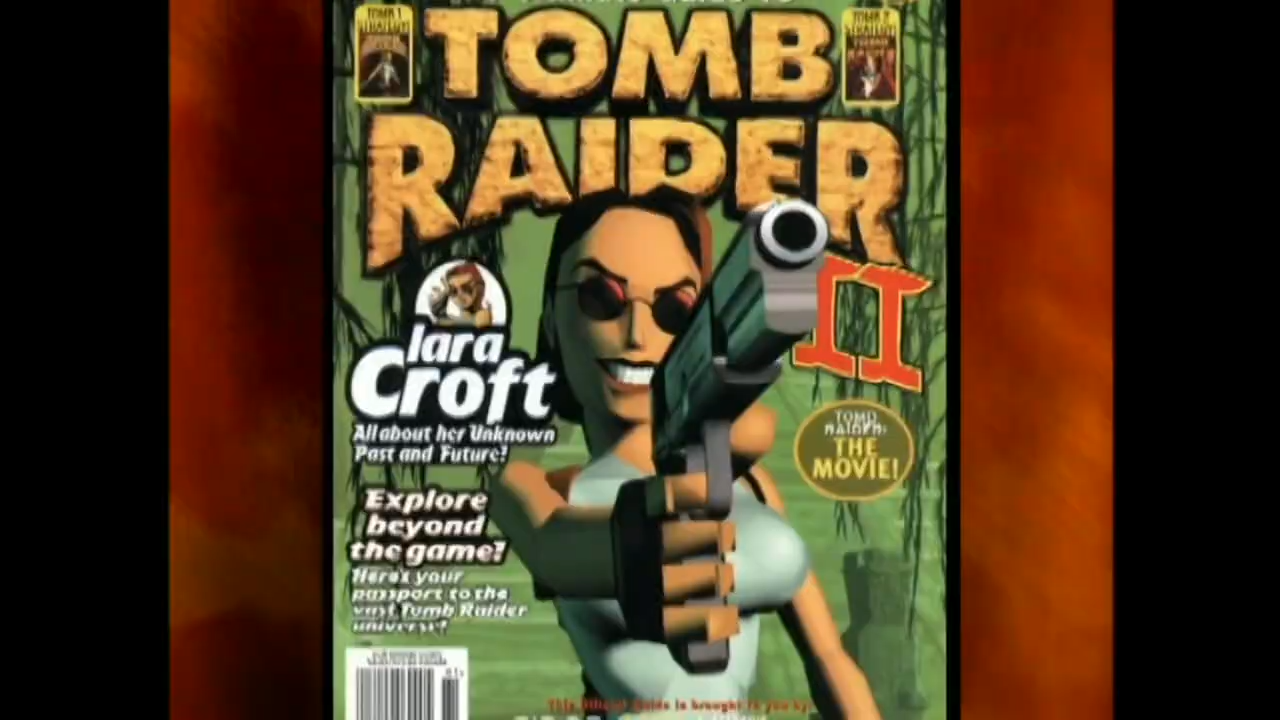 TOMB
RAIDER
II
lara
Croft
All about her Unknown
Past and Future!
TOMB
RAIDER:
THE
MOVIE!
Explore
beyond
the game!
Here's your
passport to the
vast Tomb Raider
universe!
This Official Guide is brought to you by: